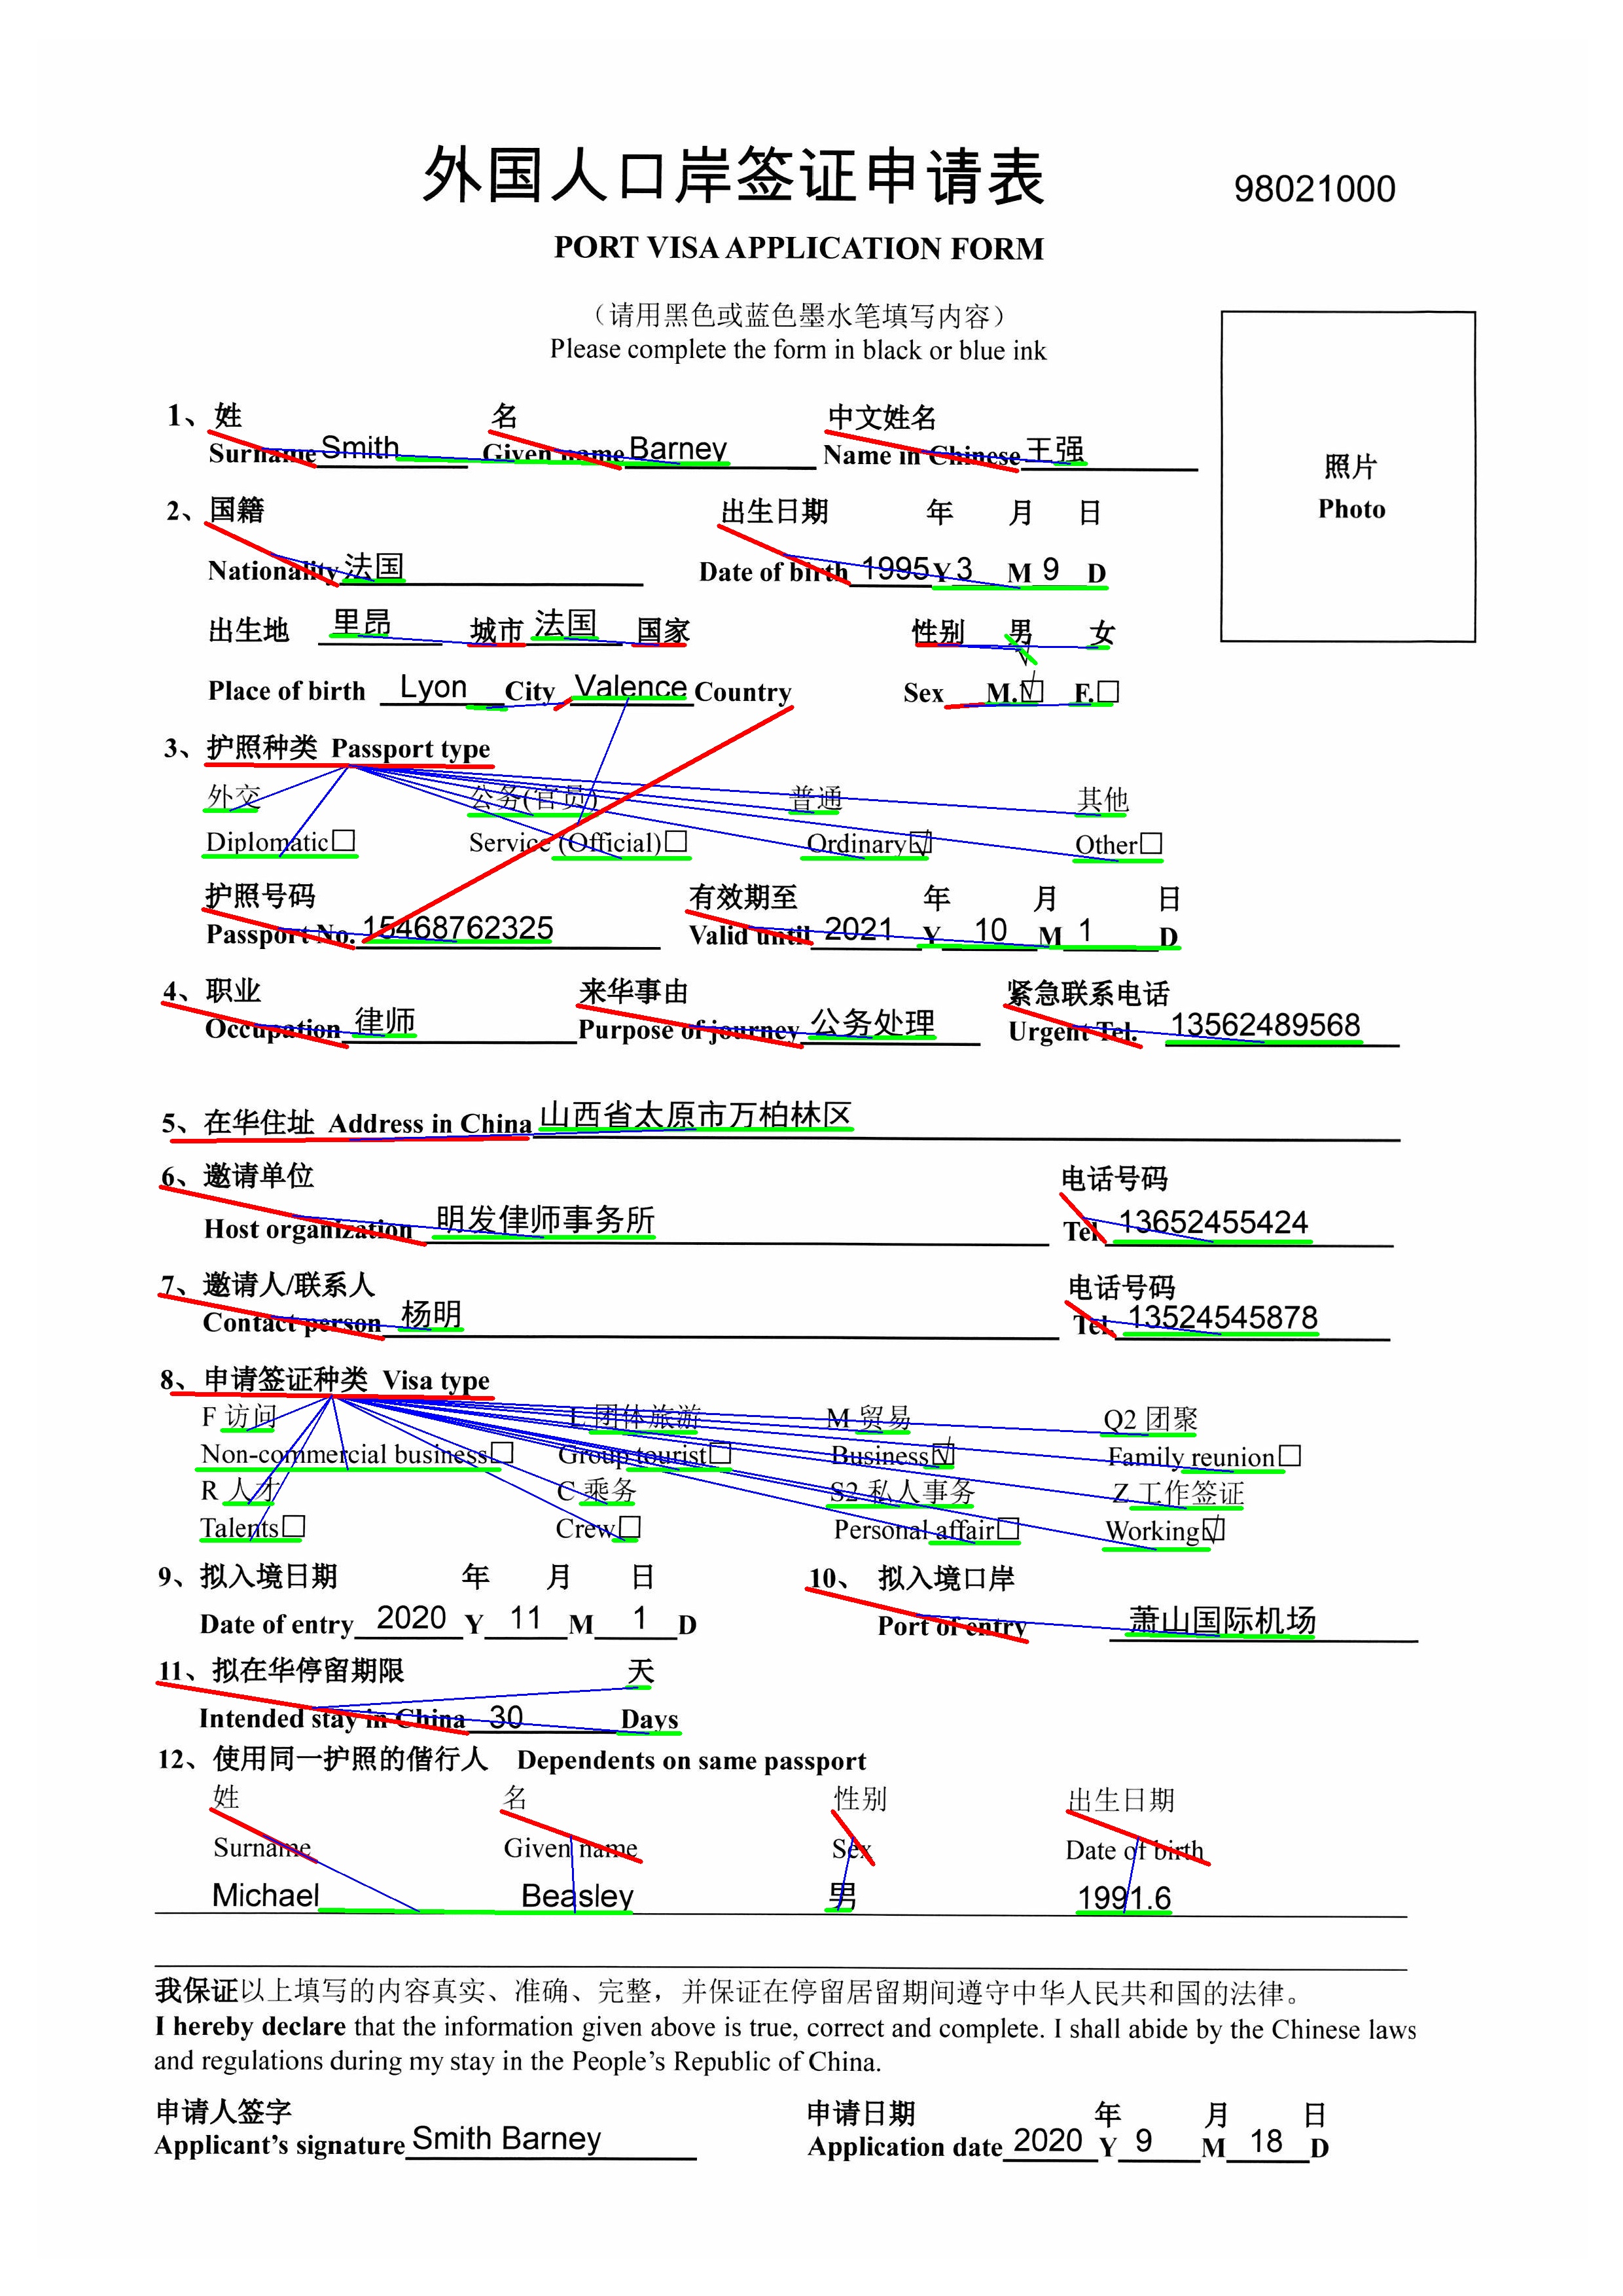 外国人口岸签证申请表 98021000
PORT VISA APPLICATION FORM
（请用黑色或蓝色墨水笔填写内容）
Please complete the form in black or blue ink
照片
Photo
1、姓 名 中文姓名
Surname Smith Given name Barney Name in Chinese 王强
2、国籍 出生日期 年 月 日
Nationality 法国 Date of birth 1995 Y 3 M 9 D
出生地 里昂 城市 法国 国家 性别 男 √ 女
Place of birth Lyon City Valence Country Sex M.☑ F.☐
3、护照种类 Passport type
外交 公务(官员) 普通 其他
Diplomatic☐ Service (Official)☐ Ordinary☑ Other☐
护照号码 有效期至 年 月 日
Passport No. 15468762325 Valid until 2021 Y 10 M 1 D
4、职业 来华事由 紧急联系电话
Occupation 律师 Purpose of journey 公务处理 Urgent Tel. 13562489568
5、在华住址 Address in China 山西省太原市万柏林区
6、邀请单位 电话号码
Host organization 明发律师事务所 Tel. 13652455424
7、邀请人/联系人 电话号码
Contact person 杨明 Tel. 13524545878
8、申请签证种类 Visa type
F 访问 L 团体旅游 M 贸易 Q2 团聚
Non-commercial business☐ Group tourist☐ Business☑ Family reunion☐
R 人才 C 乘务 S2 私人事务 Z 工作签证
Talents☐ Crew☐ Personal affair☐ Working☑
9、拟入境日期 年 月 日 10、 拟入境口岸
Date of entry 2020 Y 11 M 1 D Port of entry 萧山国际机场
11、拟在华停留期限 天
Intended stay in China 30 Days
12、使用同一护照的偕行人 Dependents on same passport
姓 名 性别 出生日期
Surname Given name Sex Date of birth
Michael Beasley 男 1991.6
我保证以上填写的内容真实、准确、完整，并保证在停留居留期间遵守中华人民共和国的法律。
I hereby declare that the information given above is true, correct and complete. I shall abide by the Chinese laws
and regulations during my stay in the People's Republic of China.
申请人签字 申请日期 年 月 日
Applicant's signature Smith Barney Application date 2020 Y 9 M 18 D